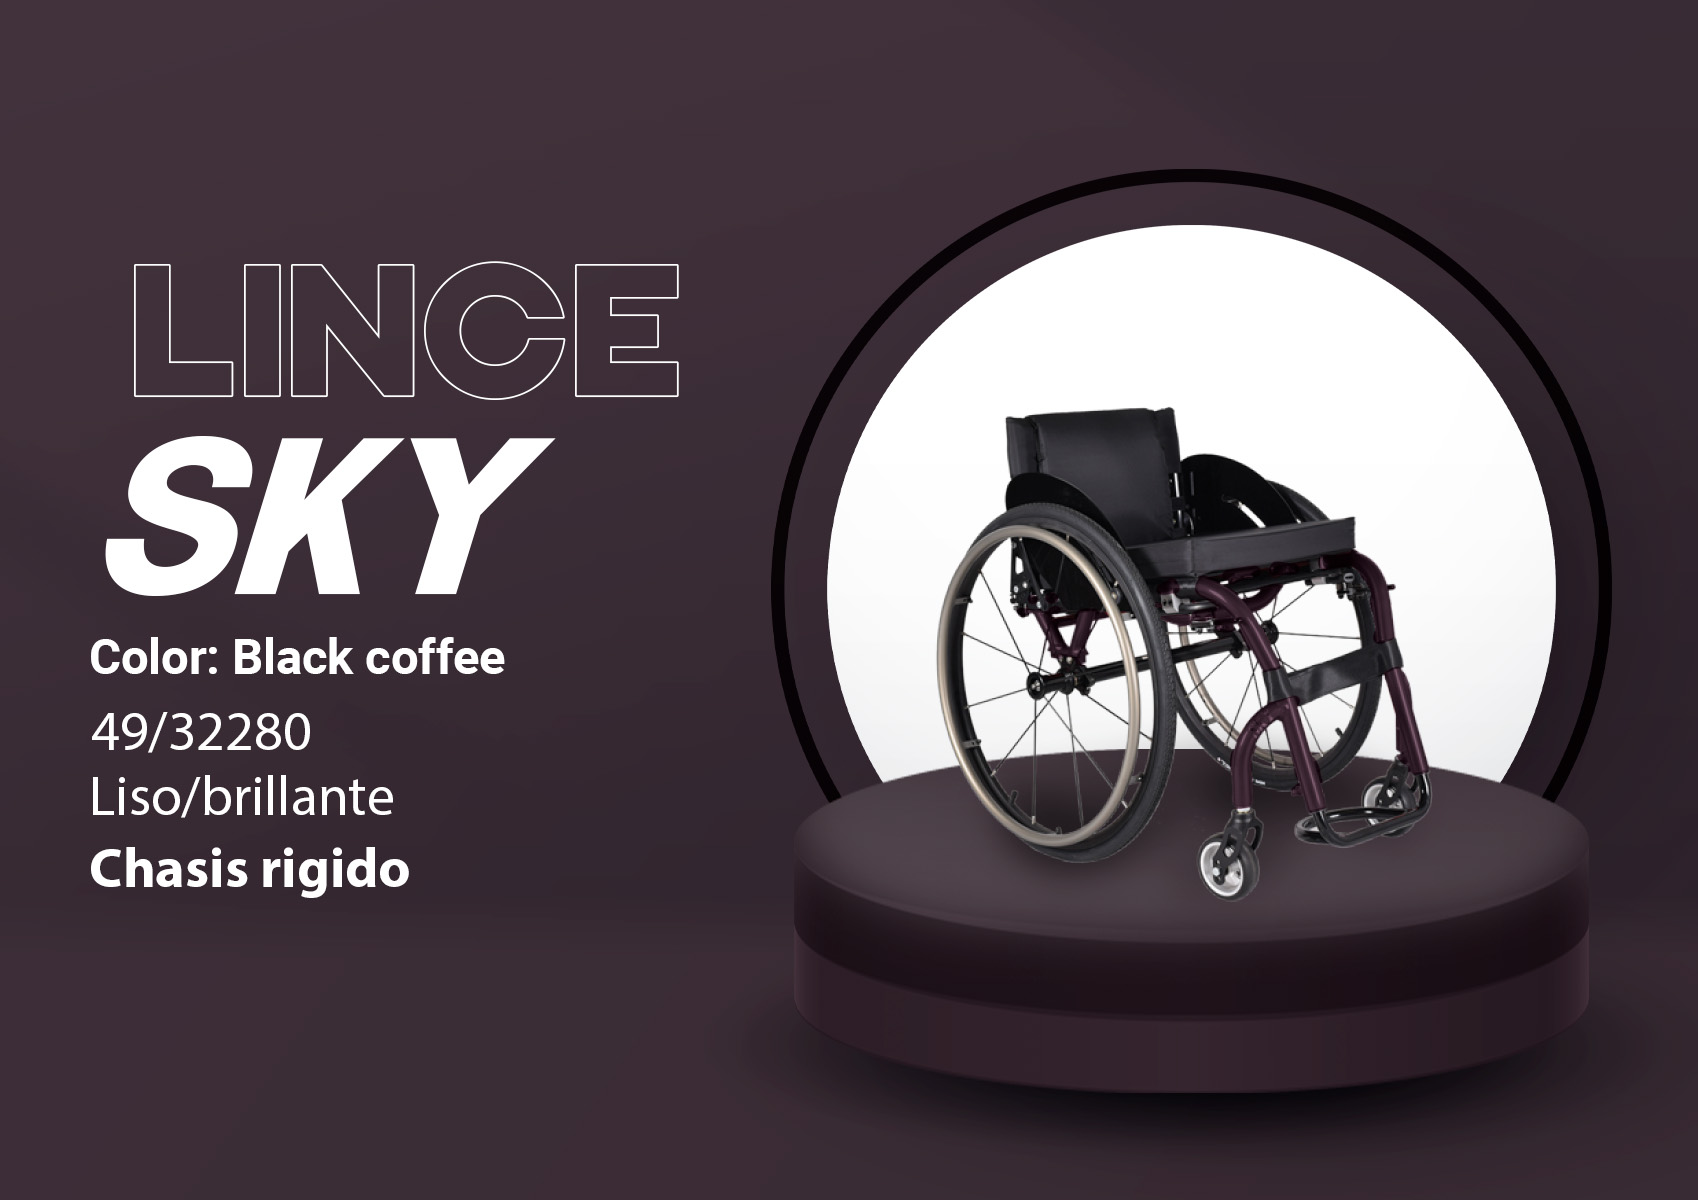 LINCE
SKY
Color: Black coffee
49/32280
Liso/brillante
Chasis rigido